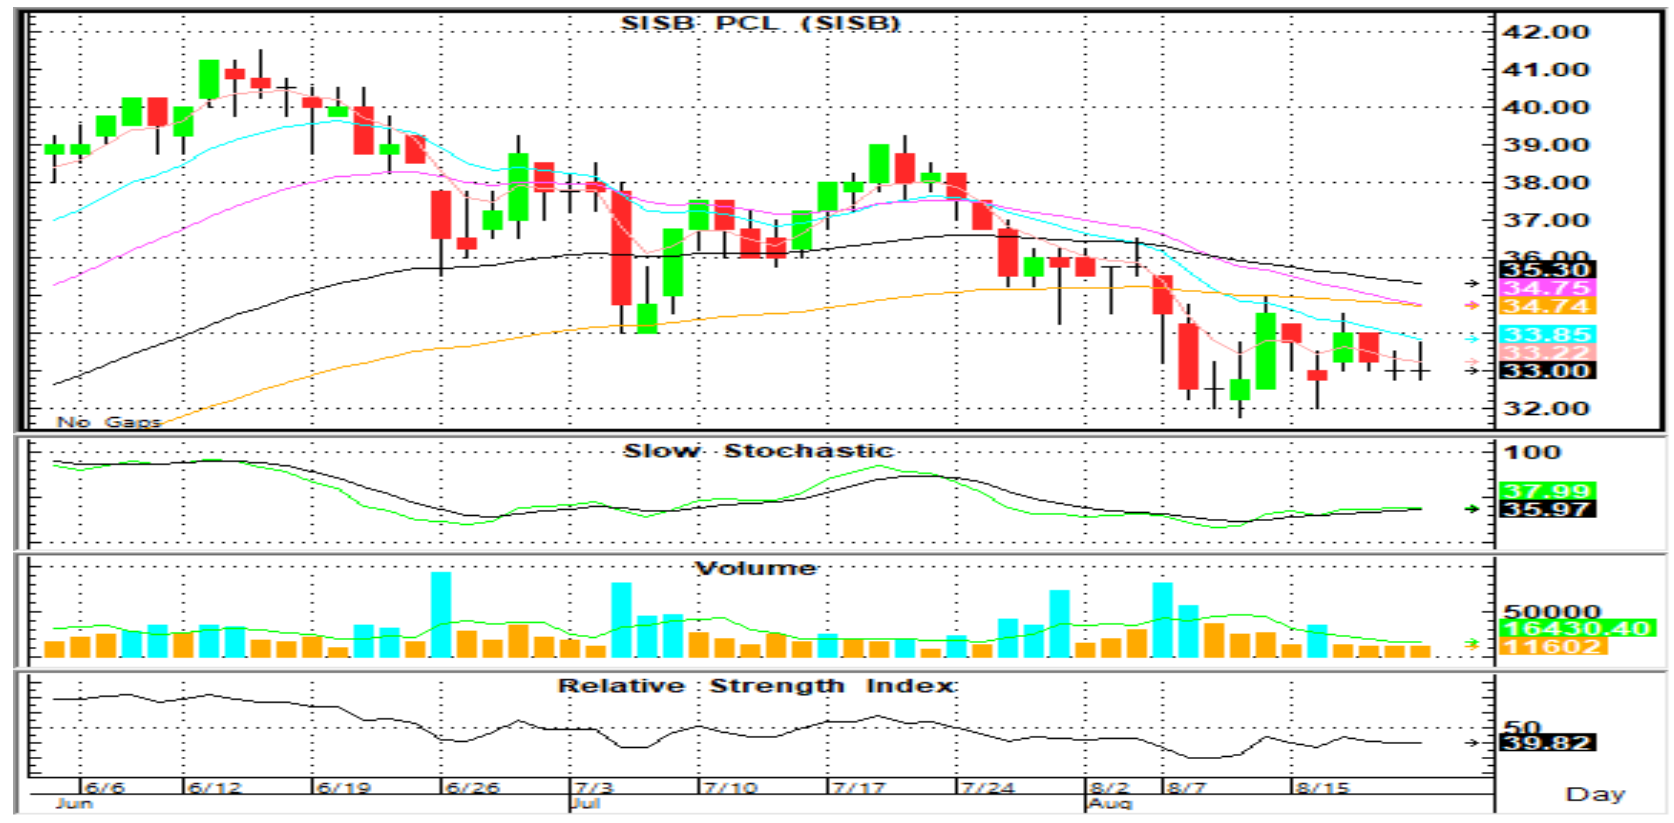 SISB PCL (SISB)
42.00
41.00
40.00
39.00
38.00
37.00
36.00
35.30
34.75
34.74
33.85
33.22
33.00
32.00
No Gaps
Slow Stochastic
100
37.99
35.97
Volume
50000
16430.40
11602
Relative Strength Index
50
39.82
6/6 6/12 6/19 6/26 7/3 7/10 7/17 7/24 8/2 8/7 8/15
Jun Jul Aug
Day